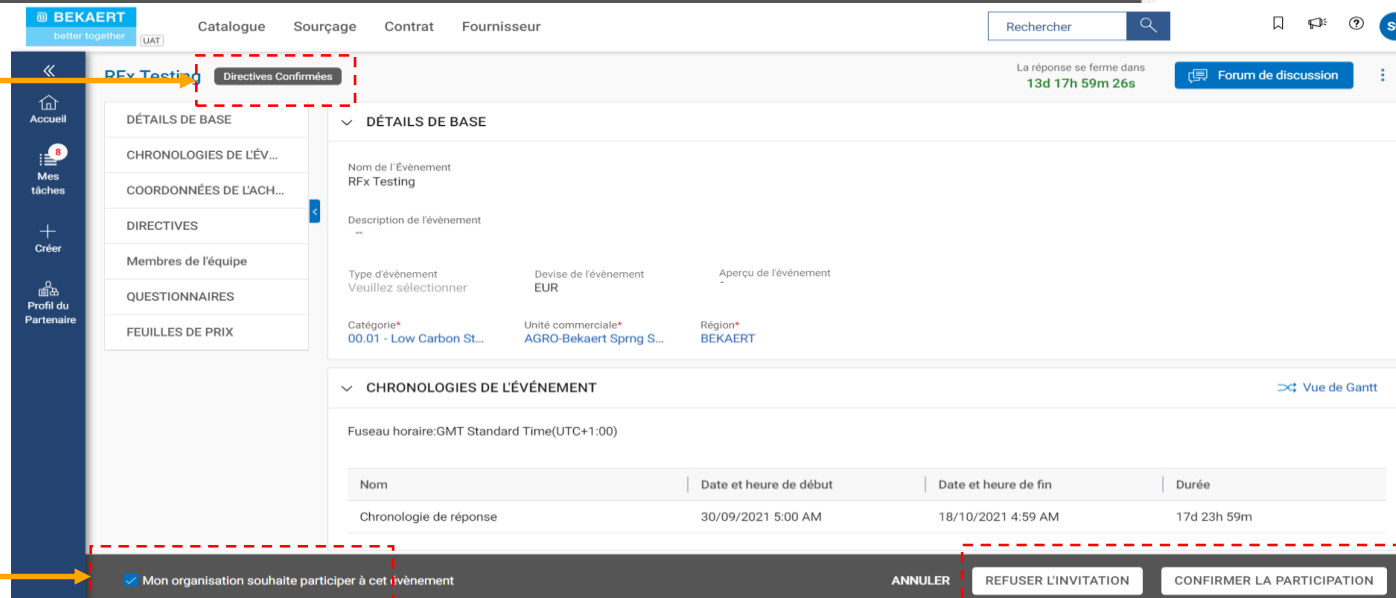 BEKAERT
better together
UAT
Catalogue Sourçage Contrat Fournisseur
Rechercher
RFx Testing Directives Confirmées
La réponse se ferme dans
13d 17h 59m 26s
Forum de discussion
Accueil
8
Mes
tâches
Créer
Profil du
Partenaire
DÉTAILS DE BASE
CHRONOLOGIES DE L'ÉV...
COORDONNÉES DE L'ACH...
DIRECTIVES
Membres de l'équipe
QUESTIONNAIRES
FEUILLES DE PRIX
DÉTAILS DE BASE
Nom de l'Évènement
RFx Testing
Description de l'évènement
--
Type d'évènement Devise de l'évènement Aperçu de l'événement
Veuillez sélectionner EUR -
Catégorie* Unité commerciale* Région*
00.01 - Low Carbon St... AGRO-Bekaert Sprng S... BEKAERT
CHRONOLOGIES DE L'ÉVÉNEMENT Vue de Gantt
Fuseau horaire:GMT Standard Time(UTC+1:00)
Nom Date et heure de début Date et heure de fin Durée
Chronologie de réponse 30/09/2021 5:00 AM 18/10/2021 4:59 AM 17d 23h 59m
Mon organisation souhaite participer à cet évènement ANNULER REFUSER L'INVITATION CONFIRMER LA PARTICIPATION